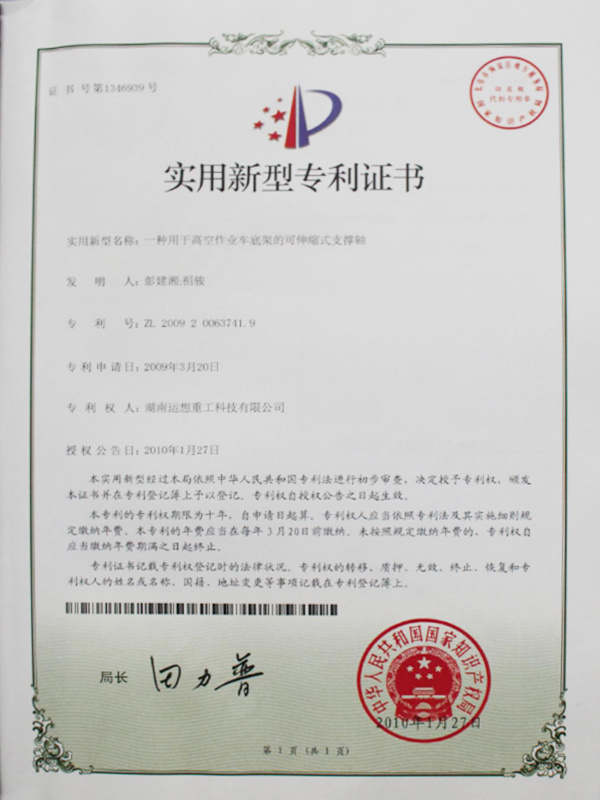 证书号第1346939号
实用新型专利证书
实用新型名称：一种用于高空作业车底架的可伸缩式支撑轴
发明人：彭建湘;祖骏
专利号：ZL 2009 2 0063741.9
专利申请日：2009年3月20日
专利权人：湖南运想重工科技有限公司
授权公告日：2010年1月27日
本实用新型经过本局依照中华人民共和国专利法进行初步审查，决定授予专利权，颁发
本证书并在专利登记簿上予以登记。专利权自授权公告之日起生效。
本专利的专利权期限为十年，自申请日起算。专利权人应当依照专利法及其实施细则规
定缴纳年费。本专利的年费应当在每年3月20日前缴纳。未按照规定缴纳年费的，专利权自
应当缴纳年费期满之日起终止。
专利证书记载专利权登记时的法律状况。专利权的转移、质押、无效、终止、恢复和专
利权人的姓名或名称、国籍、地址变更等事项记载在专利登记簿上。
局长
田力普
中华人民共和国国家知识产权局
2010年1月27日
第1页（共1页）